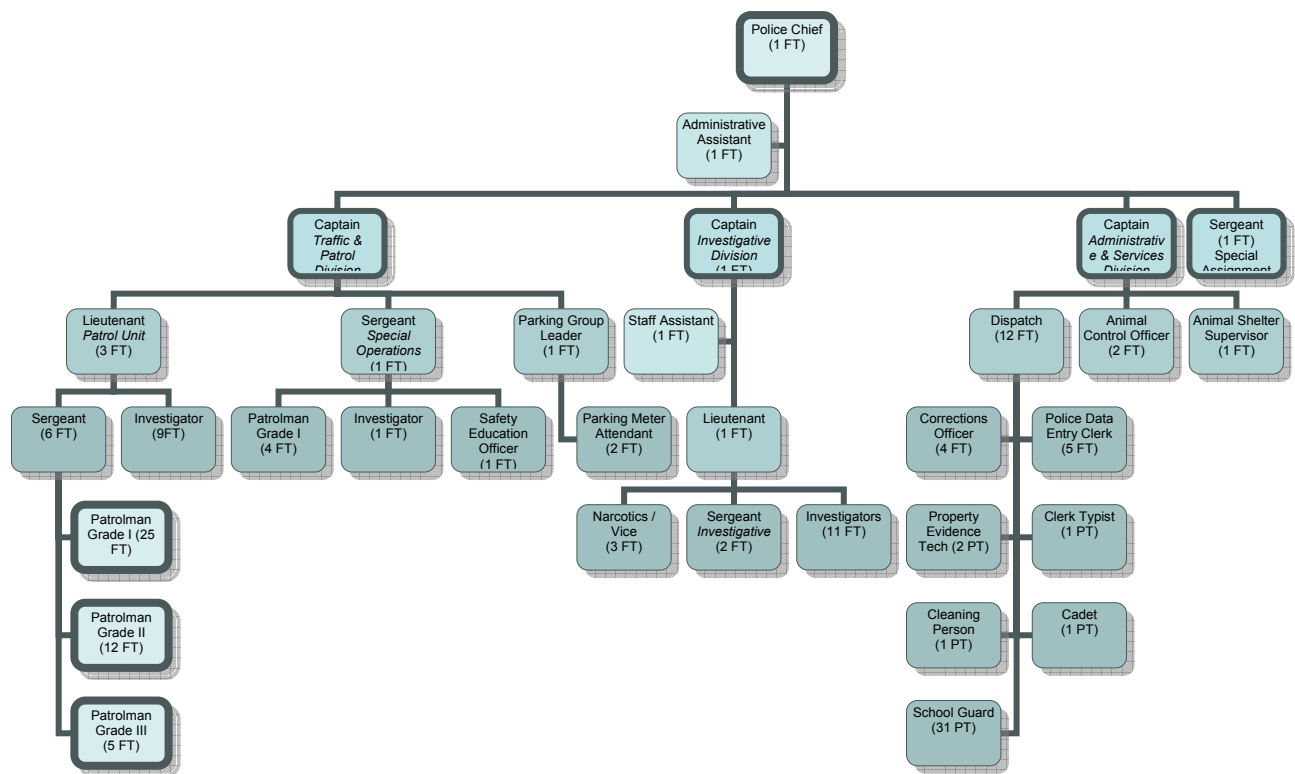 Police Chief
(1 FT)
Administrative
Assistant
(1 FT)
Captain
Traffic &
Patrol
Division
Captain
Investigative
Division
(1 FT)
Captain
Administrativ
e & Services
Division
Sergeant
(1 FT)
Special
Assignment
Lieutenant
Patrol Unit
(3 FT)
Sergeant
Special
Operations
(1 FT)
Parking Group
Leader
(1 FT)
Staff Assistant
(1 FT)
Dispatch
(12 FT)
Animal
Control Officer
(2 FT)
Animal Shelter
Supervisor
(1 FT)
Sergeant
(6 FT)
Investigator
(9FT)
Patrolman
Grade I
(4 FT)
Investigator
(1 FT)
Safety
Education
Officer
(1 FT)
Parking Meter
Attendant
(2 FT)
Lieutenant
(1 FT)
Corrections
Officer
(4 FT)
Police Data
Entry Clerk
(5 FT)
Patrolman
Grade I (25
FT)
Narcotics /
Vice
(3 FT)
Sergeant
Investigative
(2 FT)
Investigators
(11 FT)
Property
Evidence
Tech (2 PT)
Clerk Typist
(1 PT)
Patrolman
Grade II
(12 FT)
Cleaning
Person
(1 PT)
Cadet
(1 PT)
Patrolman
Grade III
(5 FT)
School Guard
(31 PT)